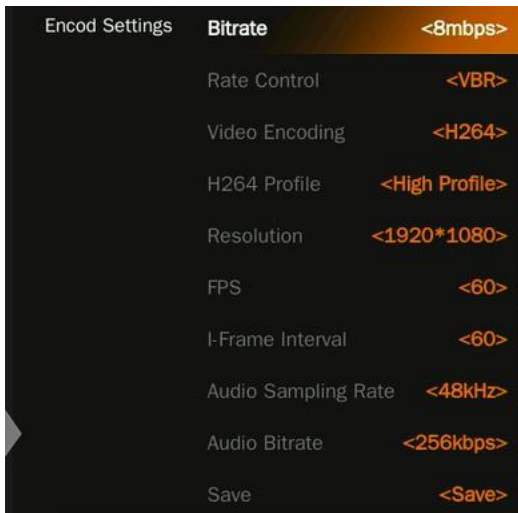 Encod Settings
Bitrate <8mbps>
Rate Control <VBR>
Video Encoding <H264>
H264 Profile <High Profile>
Resolution <1920*1080>
FPS <60>
I-Frame Interval <60>
Audio Sampling Rate <48kHz>
Audio Bitrate <256kbps>
Save <Save>